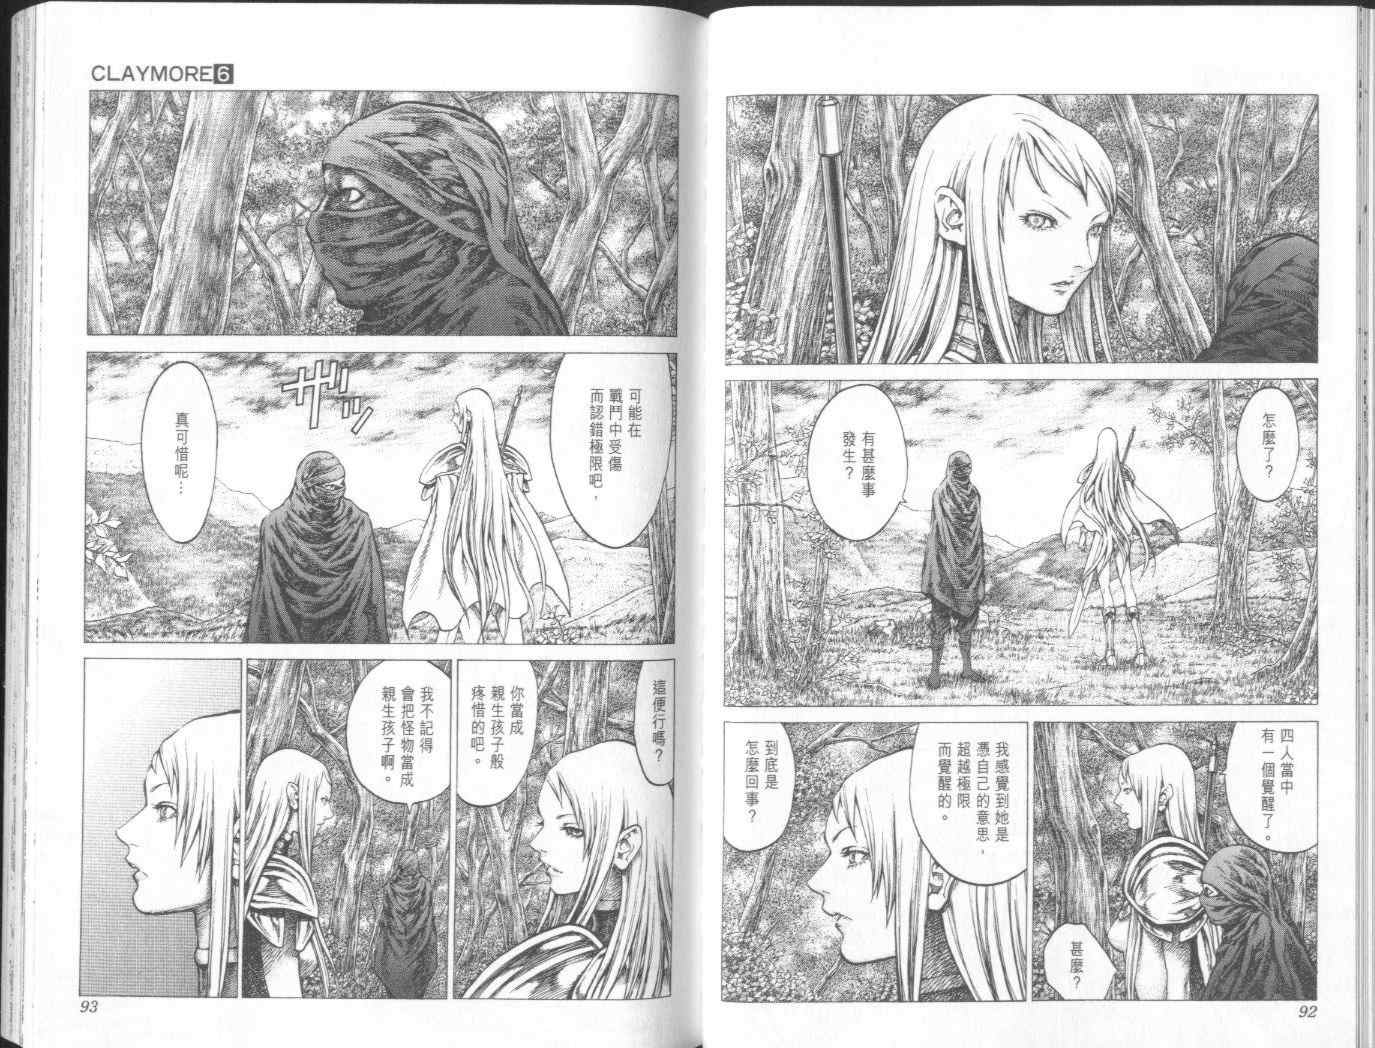 怎麼了？
有甚麼事
發生？
四人當中
有一個覺醒了。
甚麼？
我感覺到她是
憑自己的意思，
超越極限
而覺醒的。
到底是
怎麼回事？
92
CLAYMORE6
可能在
戰鬥中受傷
而認錯極限吧，
ザッ
真可惜呢…
這便行嗎？
你當成
親生孩子般
疼惜的吧。
我不記得
會把怪物當成
親生孩子啊。
93